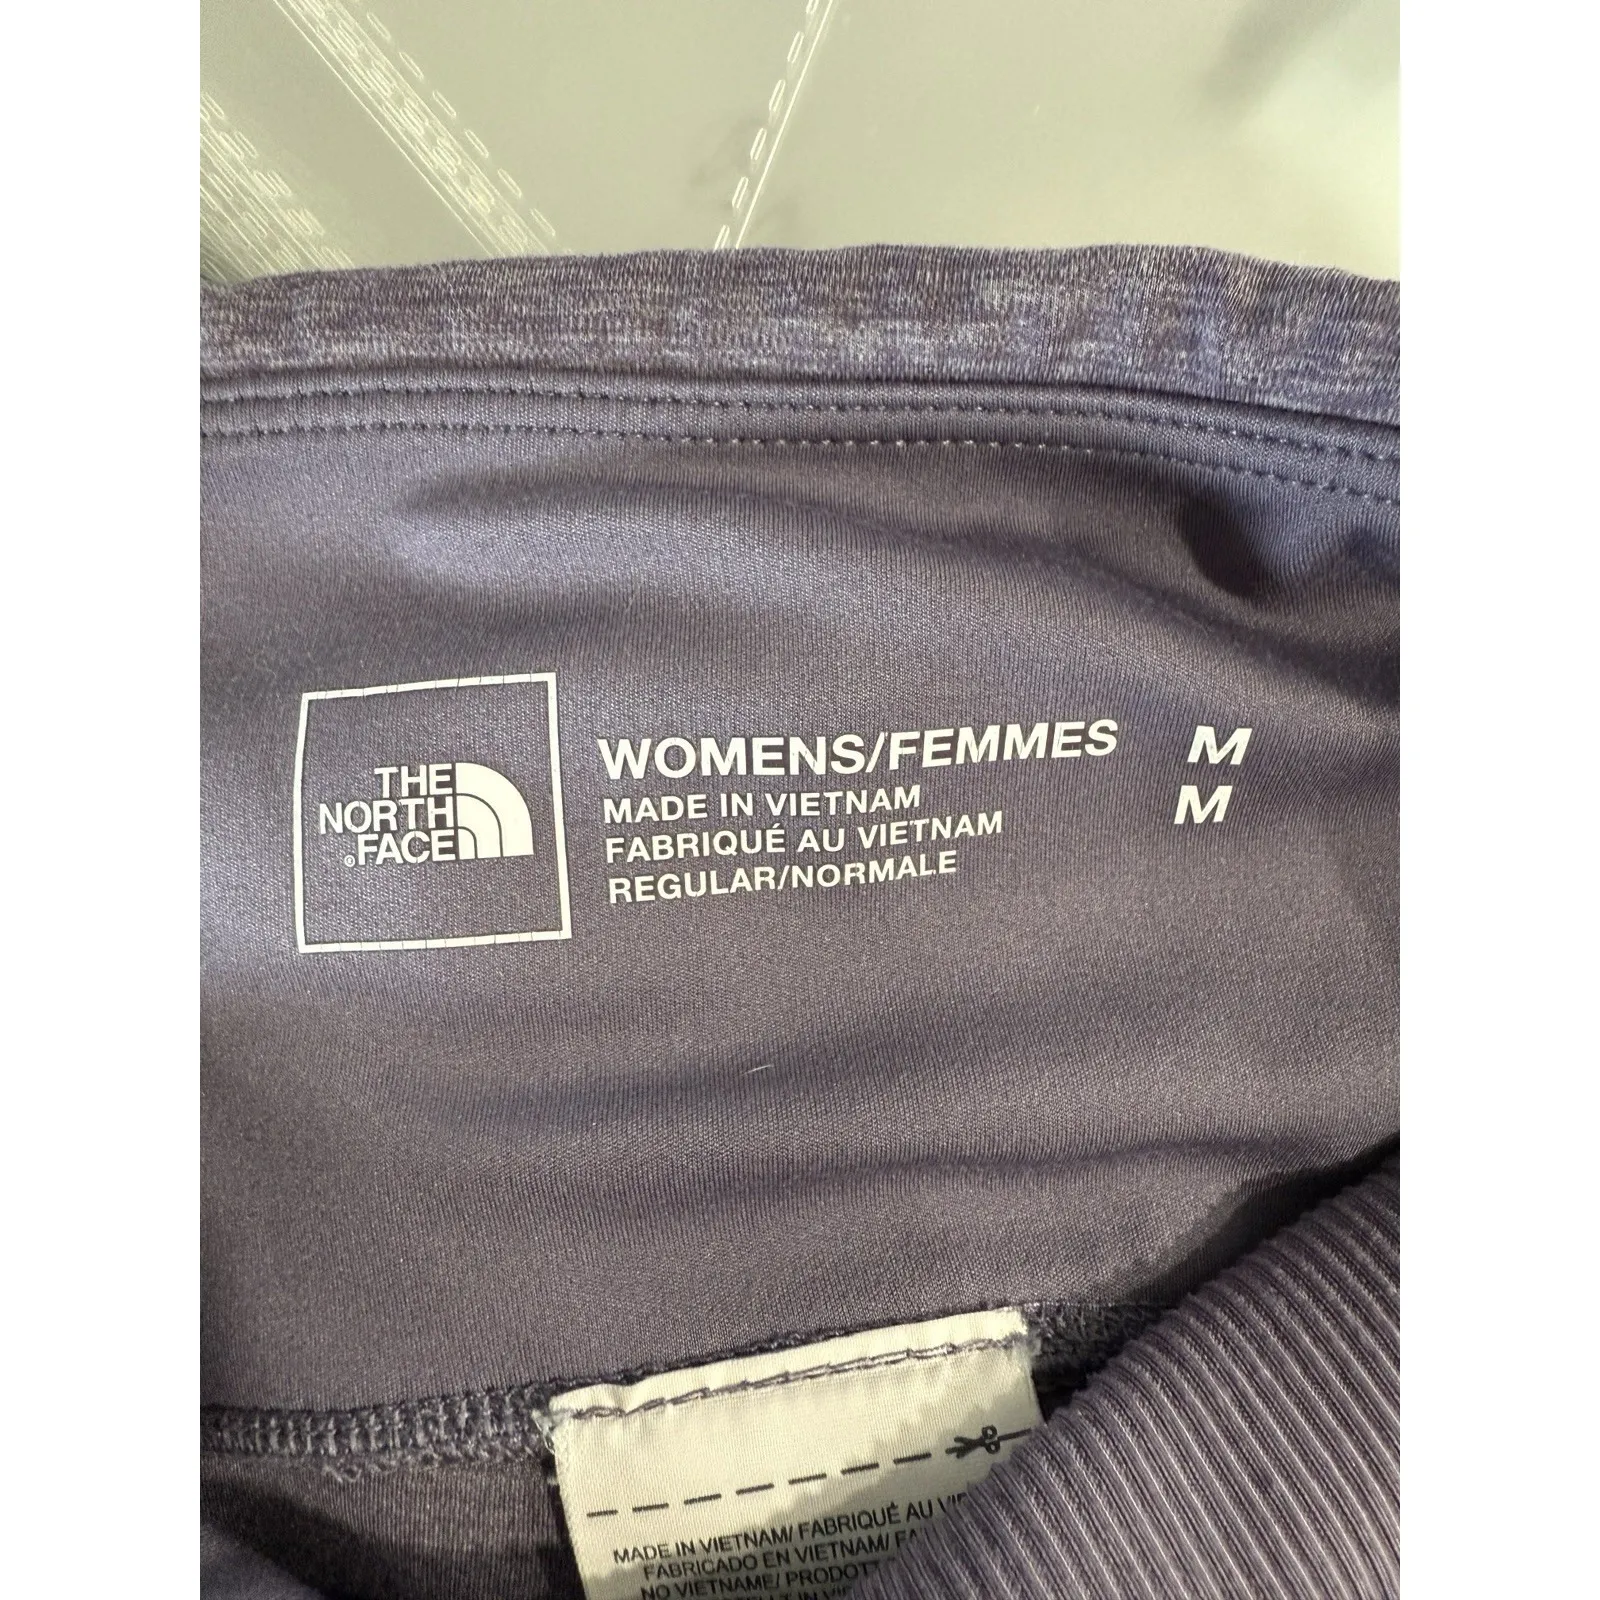 THE
NORTH
FACE
WOMENS/FEMMES M
MADE IN VIETNAM M
FABRIQUÉ AU VIETNAM
REGULAR/NORMALE
MADE IN VIETNAM/ FABRIQUÉ AU
FABRICADO EN VIETNAM/
NO VIETNAME/